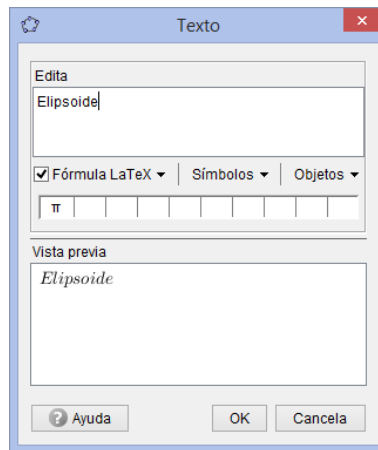 Texto
Edita
Elipsoide
Fórmula LaTeX Símbolos Objetos
π
Vista previa
Elipsoide
Ayuda OK Cancela